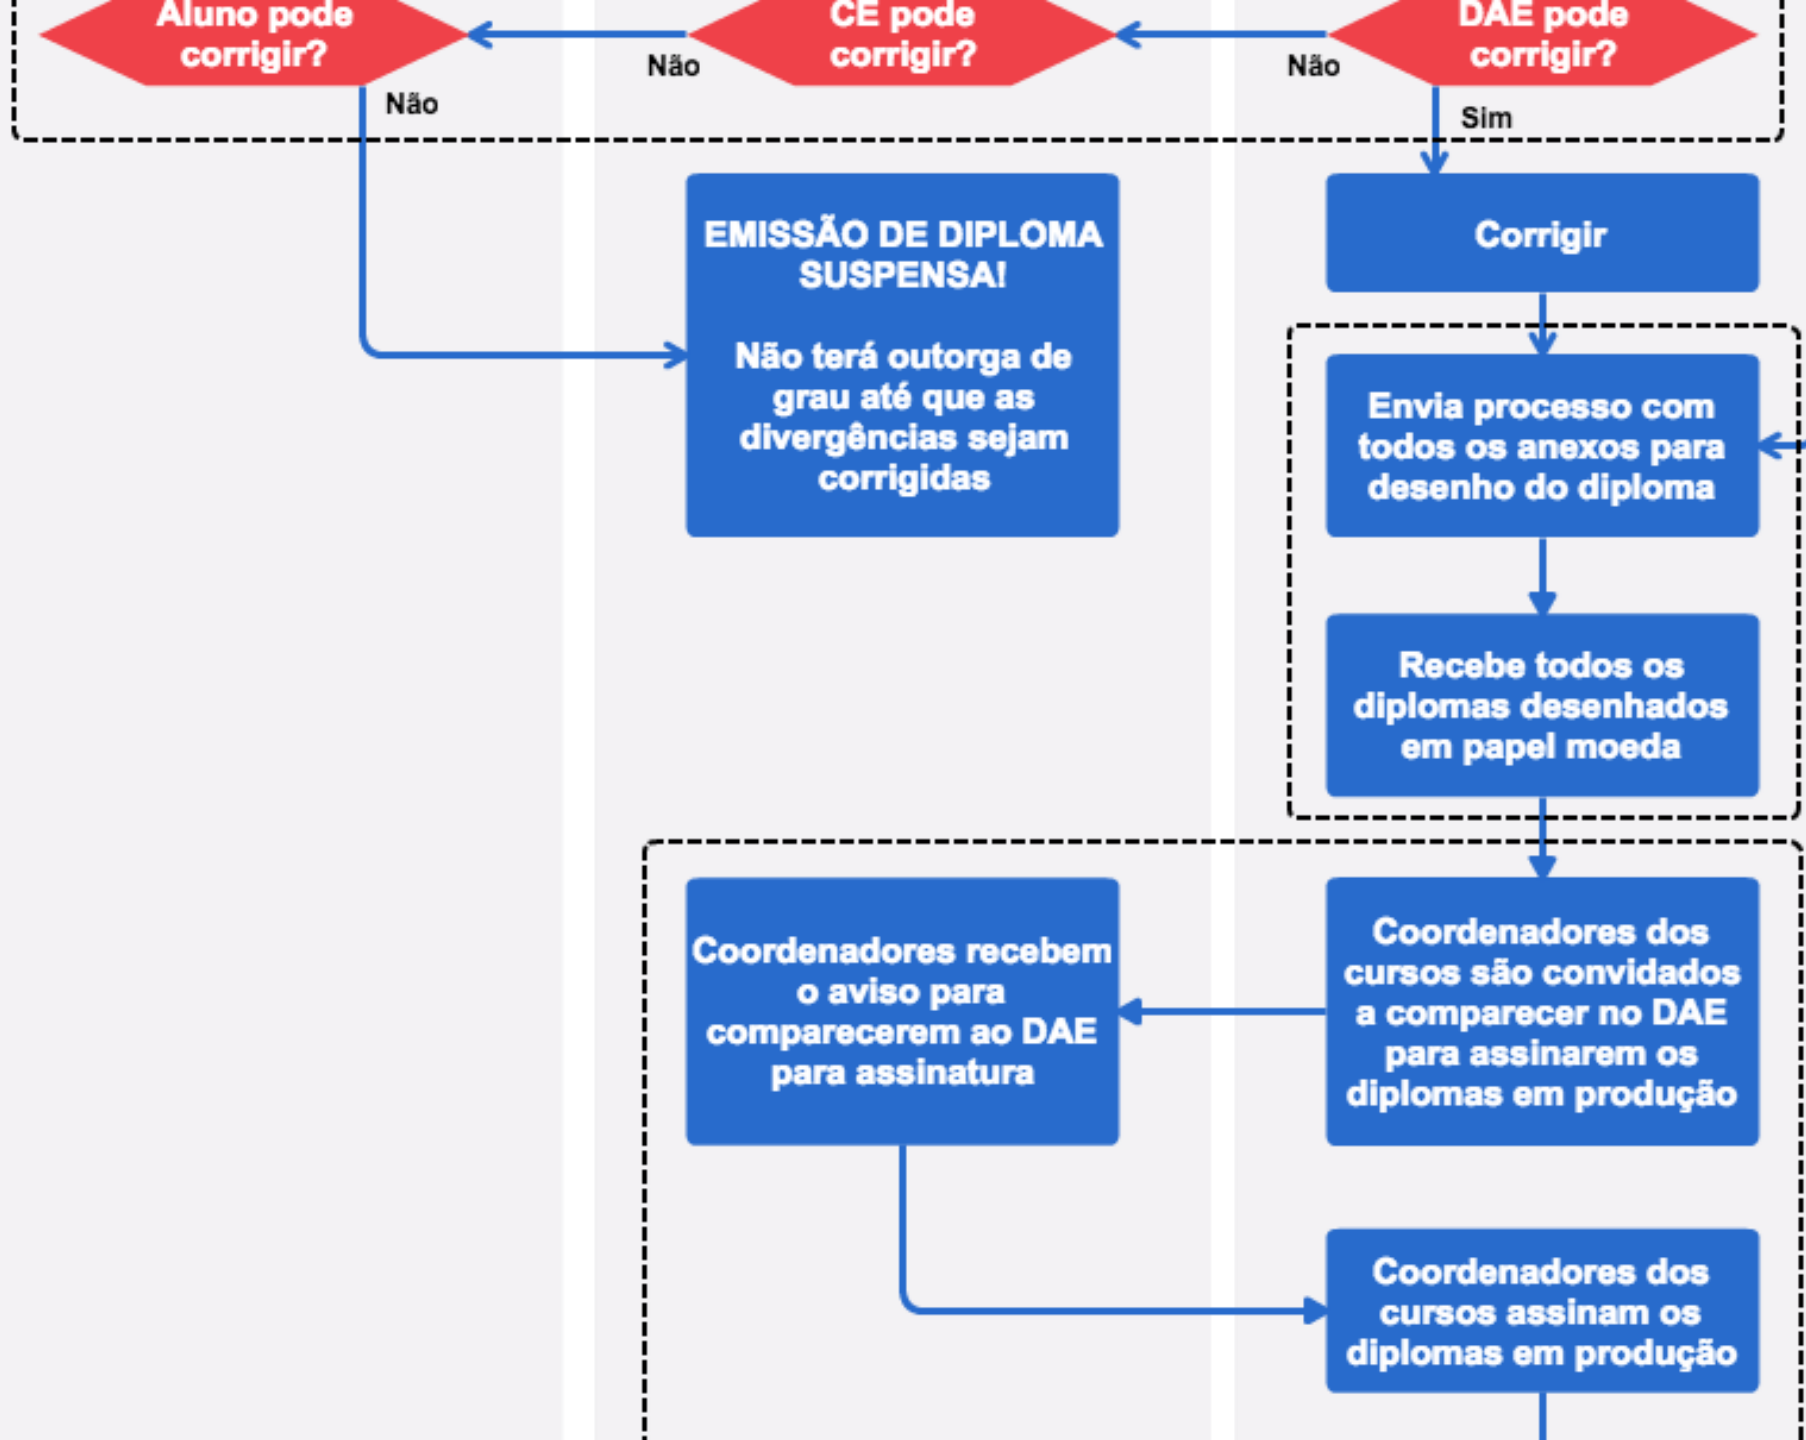 Aluno pode
corrigir?
CE pode
corrigir?
DAE pode
corrigir?
Não
Não
Não
Sim
EMISSÃO DE DIPLOMA
SUSPENSA!
Não terá outorga de
grau até que as
divergências sejam
corrigidas
Corrigir
Envia processo com
todos os anexos para
desenho do diploma
Recebe todos os
diplomas desenhados
em papel moeda
Coordenadores recebem
o aviso para
comparecerem ao DAE
para assinatura
Coordenadores dos
cursos são convidados
a comparecer no DAE
para assinarem os
diplomas em produção
Coordenadores dos
cursos assinam os
diplomas em produção